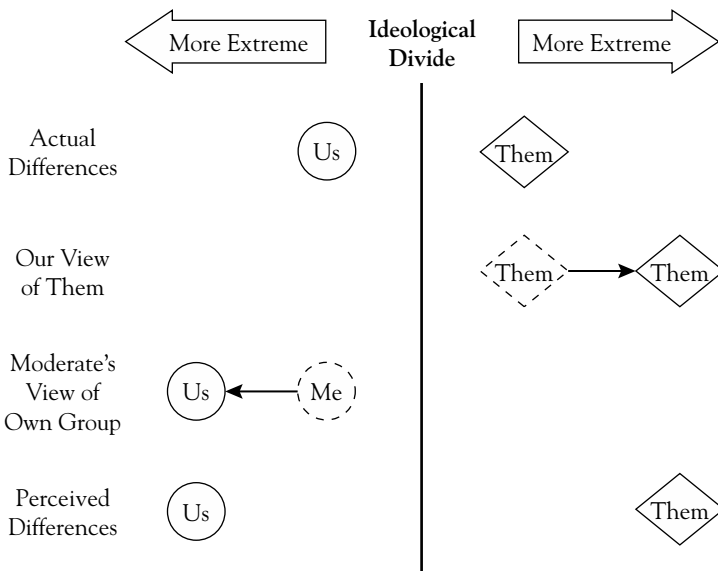 More Extreme
Ideological
Divide
More Extreme
Actual
Differences
Us
Them
Our View
of Them
Them
Them
Moderate's
View of
Own Group
Us
Me
Perceived
Differences
Us
Them